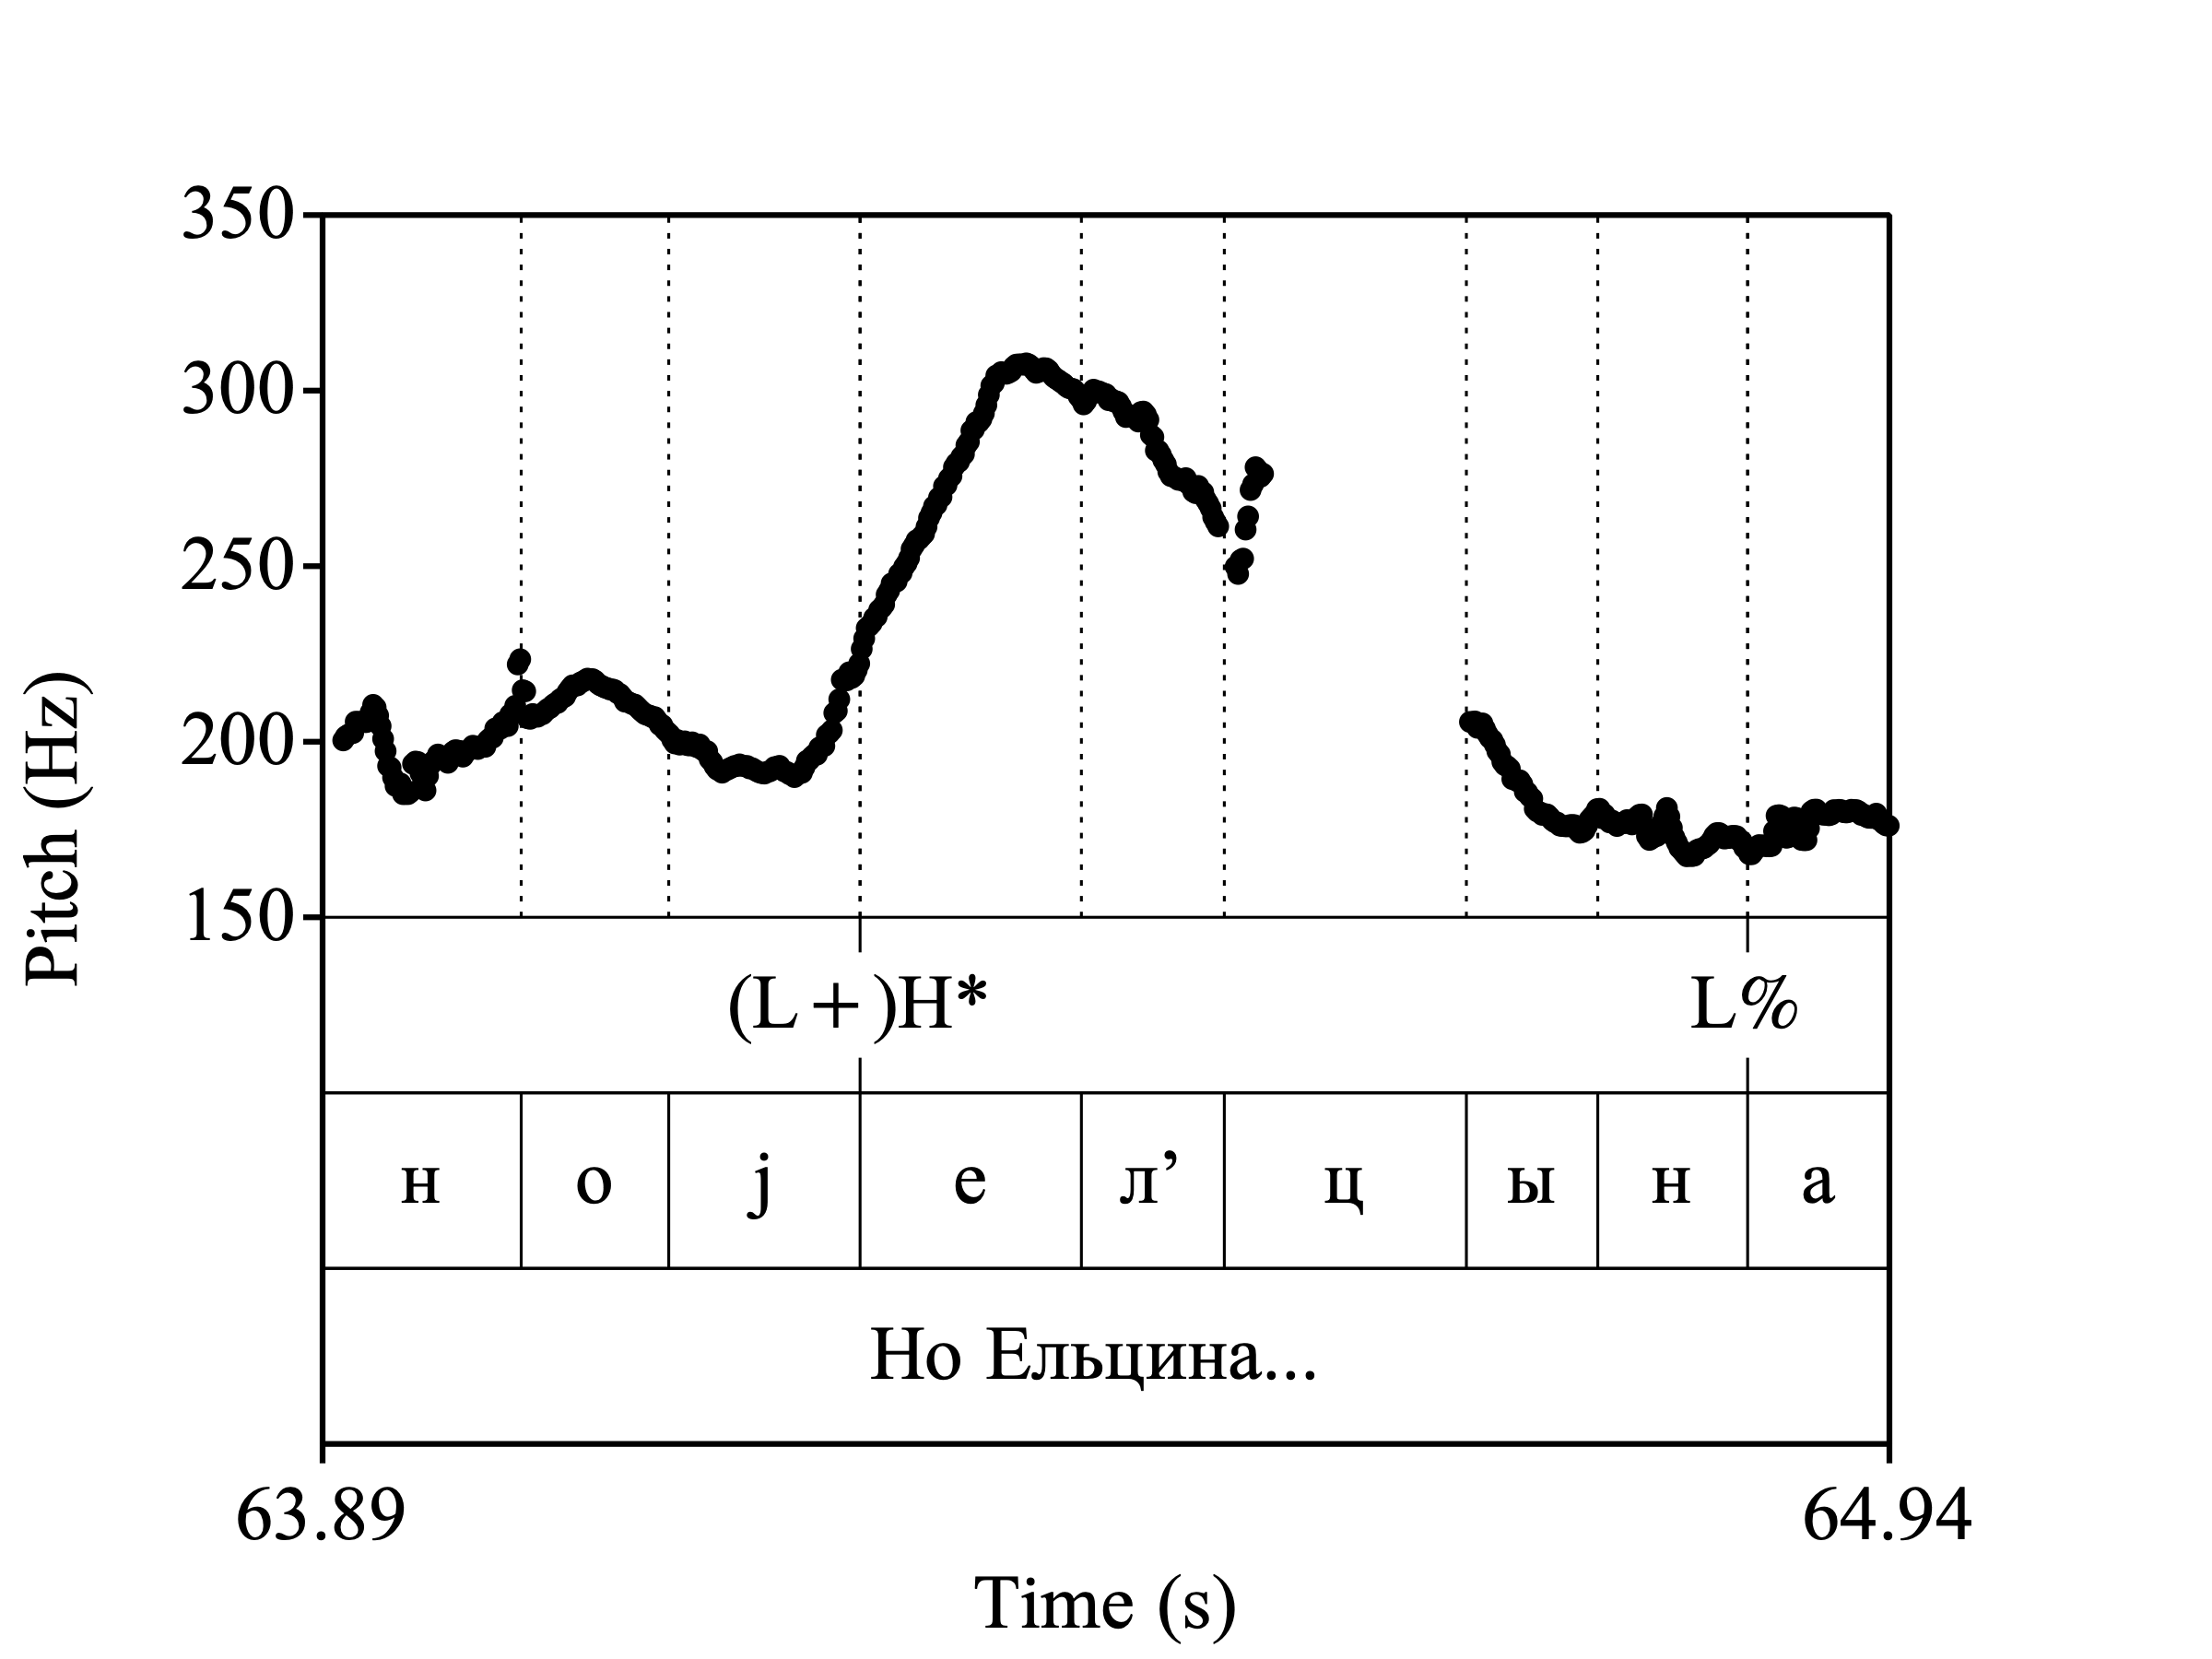 350
300
250
200
150
Pitch (Hz)
(L + )H* L%
н о j е л’ ц ы н а
Но Ельцина...
63.89 64.94
Time (s)